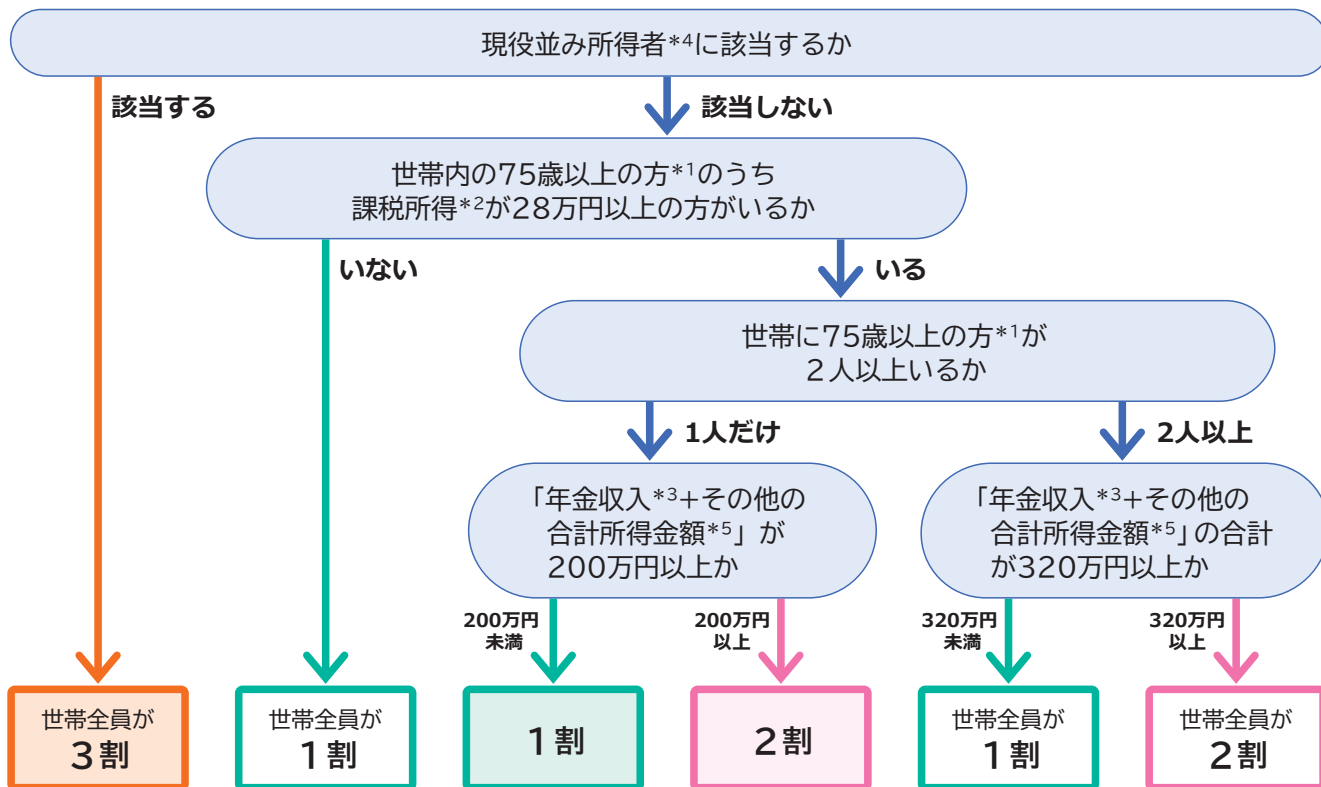 現役並み所得者*4に該当するか
該当する
該当しない
世帯内の75歳以上の方*1のうち
課税所得*2が28万円以上の方がいるか
いない
いる
世帯に75歳以上の方*1が
2人以上いるか
1人だけ
2人以上
「年金収入*3+その他の
合計所得金額*5」が
200万円以上か
「年金収入*3+その他の
合計所得金額*5」の合計
が320万円以上か
200万円
未満
200万円
以上
320万円
未満
320万円
以上
世帯全員が
3割
世帯全員が
1割
1割
2割
世帯全員が
1割
世帯全員が
2割